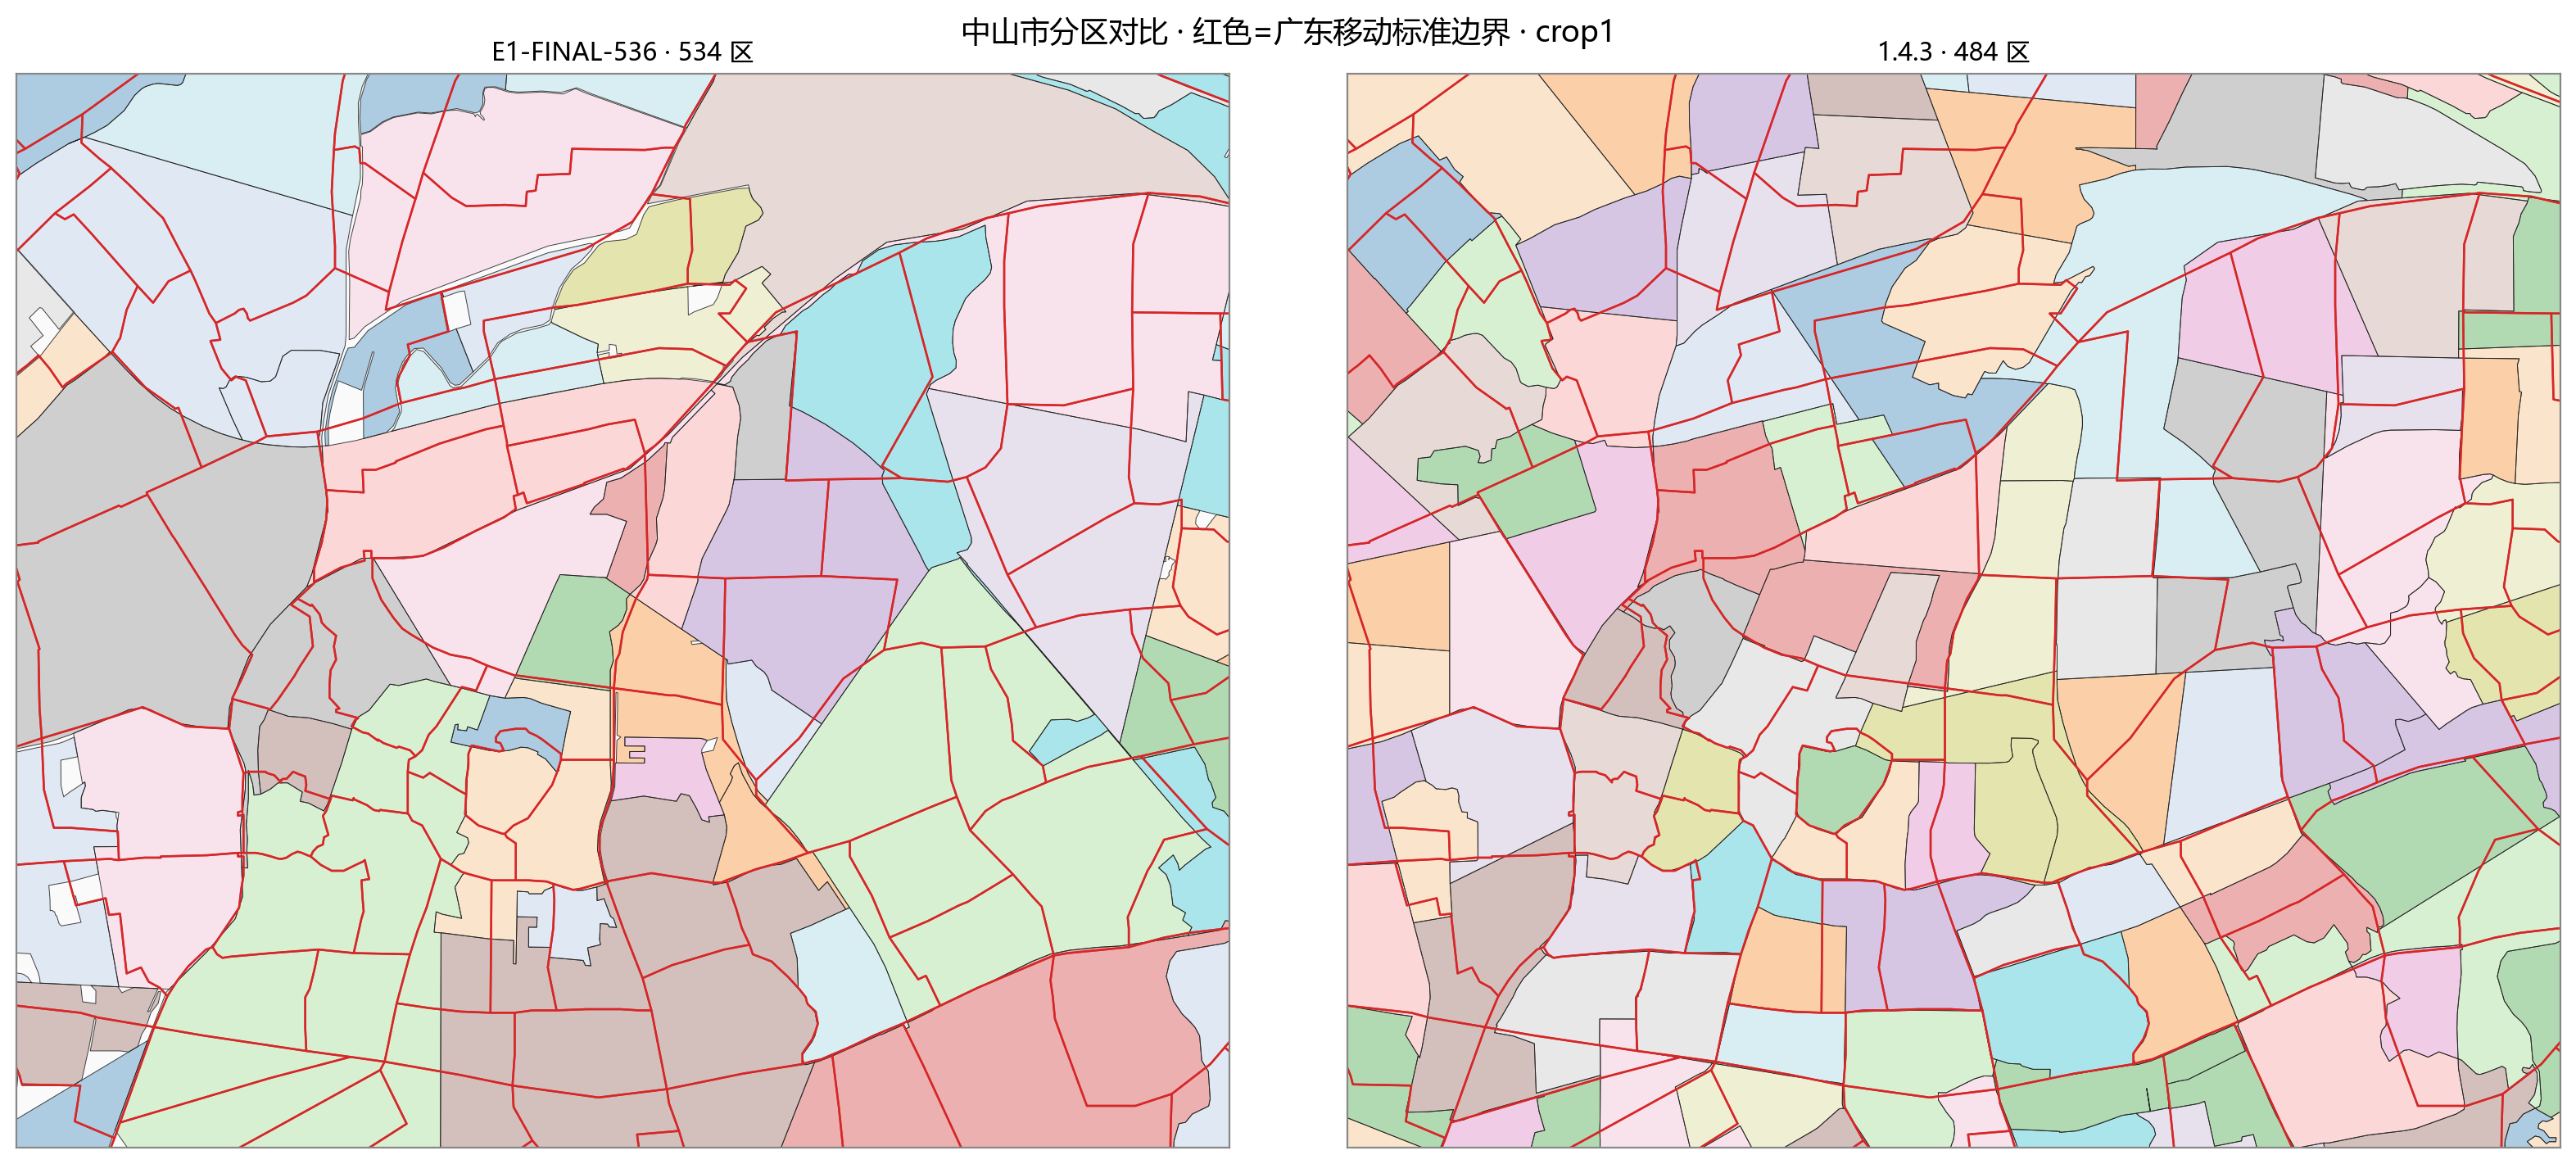 中山市分区对比 · 红色=广东移动标准边界 · crop1
E1-FINAL-536 · 534 区
1.4.3 · 484 区